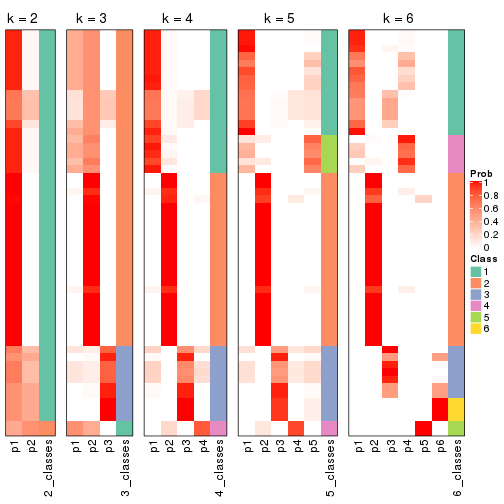 k = 2
k = 3
k = 4
k = 5
k = 6
p1
p2
2_classes
p1
p2
p3
3_classes
p1
p2
p3
p4
4_classes
p1
p2
p3
p4
p5
5_classes
p1
p2
p3
p4
p5
p6
6_classes
Prob
1
0.8
0.6
0.4
0.2
0
Class
1
2
3
4
5
6